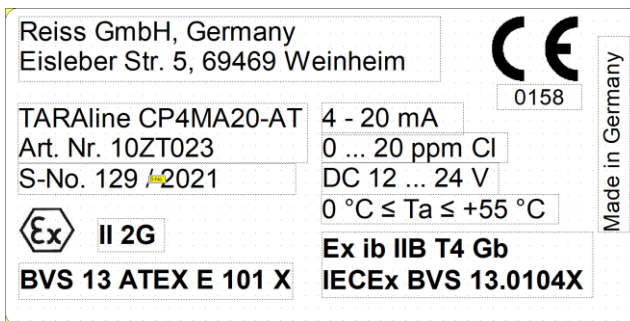 Reiss GmbH, Germany
Eisleber Str. 5, 69469 Weinheim
CE
0158
Made in Germany
TARAline CP4MA20-AT
Art. Nr. 10ZT023
S-No. 129 / 2021
4 - 20 mA
0 ... 20 ppm Cl
DC 12 ... 24 V
0 °C ≤ Ta ≤ +55 °C
Ex II 2G
BVS 13 ATEX E 101 X
Ex ib IIB T4 Gb
IECEx BVS 13.0104X